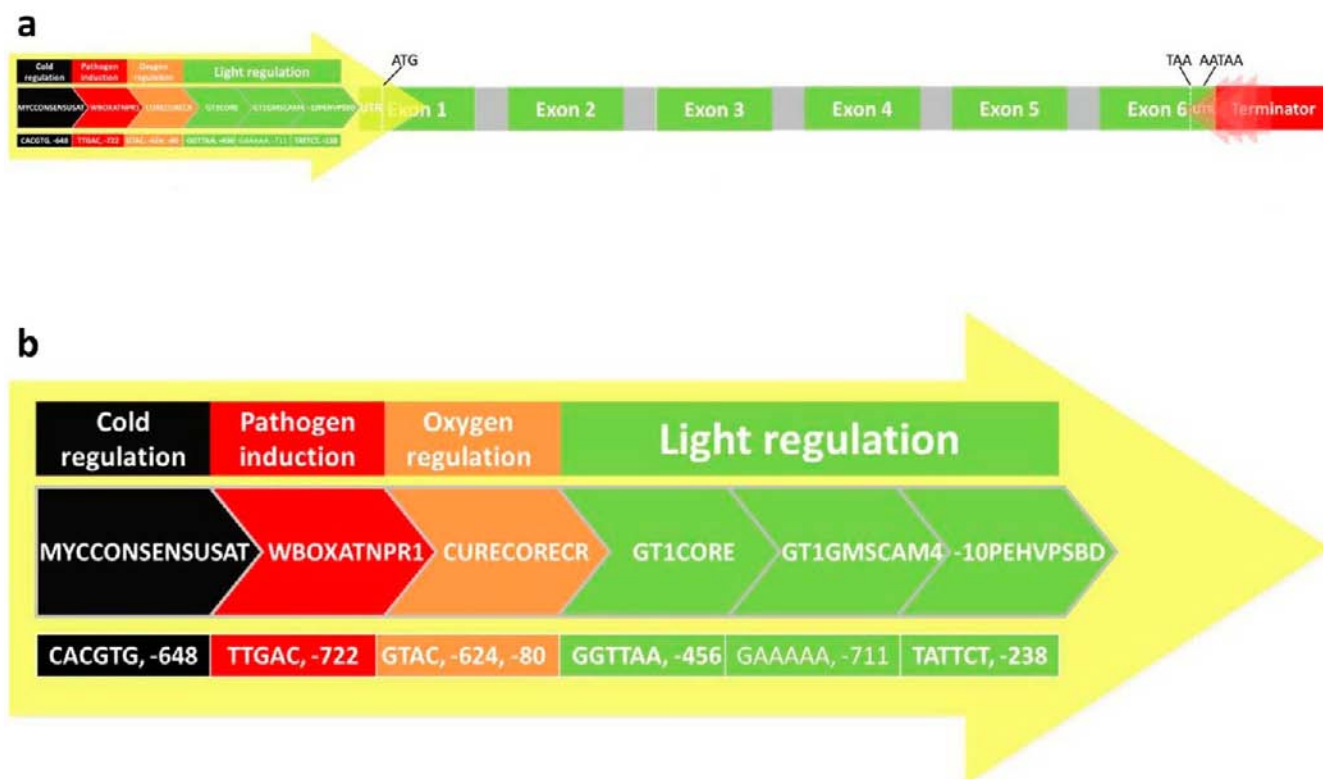 a
ATG
TAA
AATAA
Cold
regulation
Pathogen
induction
Oxygen
regulation
Light regulation
MYCCONSENSUSAT
WBOXATNPR1
CURECORECR
GT1CORE
GT1GMSCAM4
-10PEHVPSBD
UTR
Exon 1
Exon 2
Exon 3
Exon 4
Exon 5
Exon 6
UTR
Terminator
CACGTG, -648
TTGAC, -722
GTAC, -624, -80
GGTTAA, -456
GAAAAA, -711
TATTCT, -238
b
Cold
regulation
Pathogen
induction
Oxygen
regulation
Light regulation
MYCCONSENSUSAT
WBOXATNPR1
CURECORECR
GT1CORE
GT1GMSCAM4
-10PEHVPSBD
CACGTG, -648
TTGAC, -722
GTAC, -624, -80
GGTTAA, -456
GAAAAA, -711
TATTCT, -238